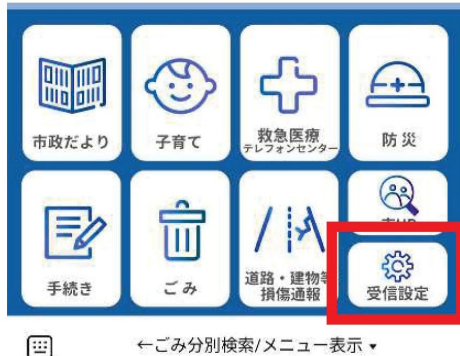 市政だより
子育て
救急医療
テレフォンセンター
防災
手続き
ごみ
道路・建物等
損傷通報
受信設定
←ごみ分別検索/メニュー表示 ▾